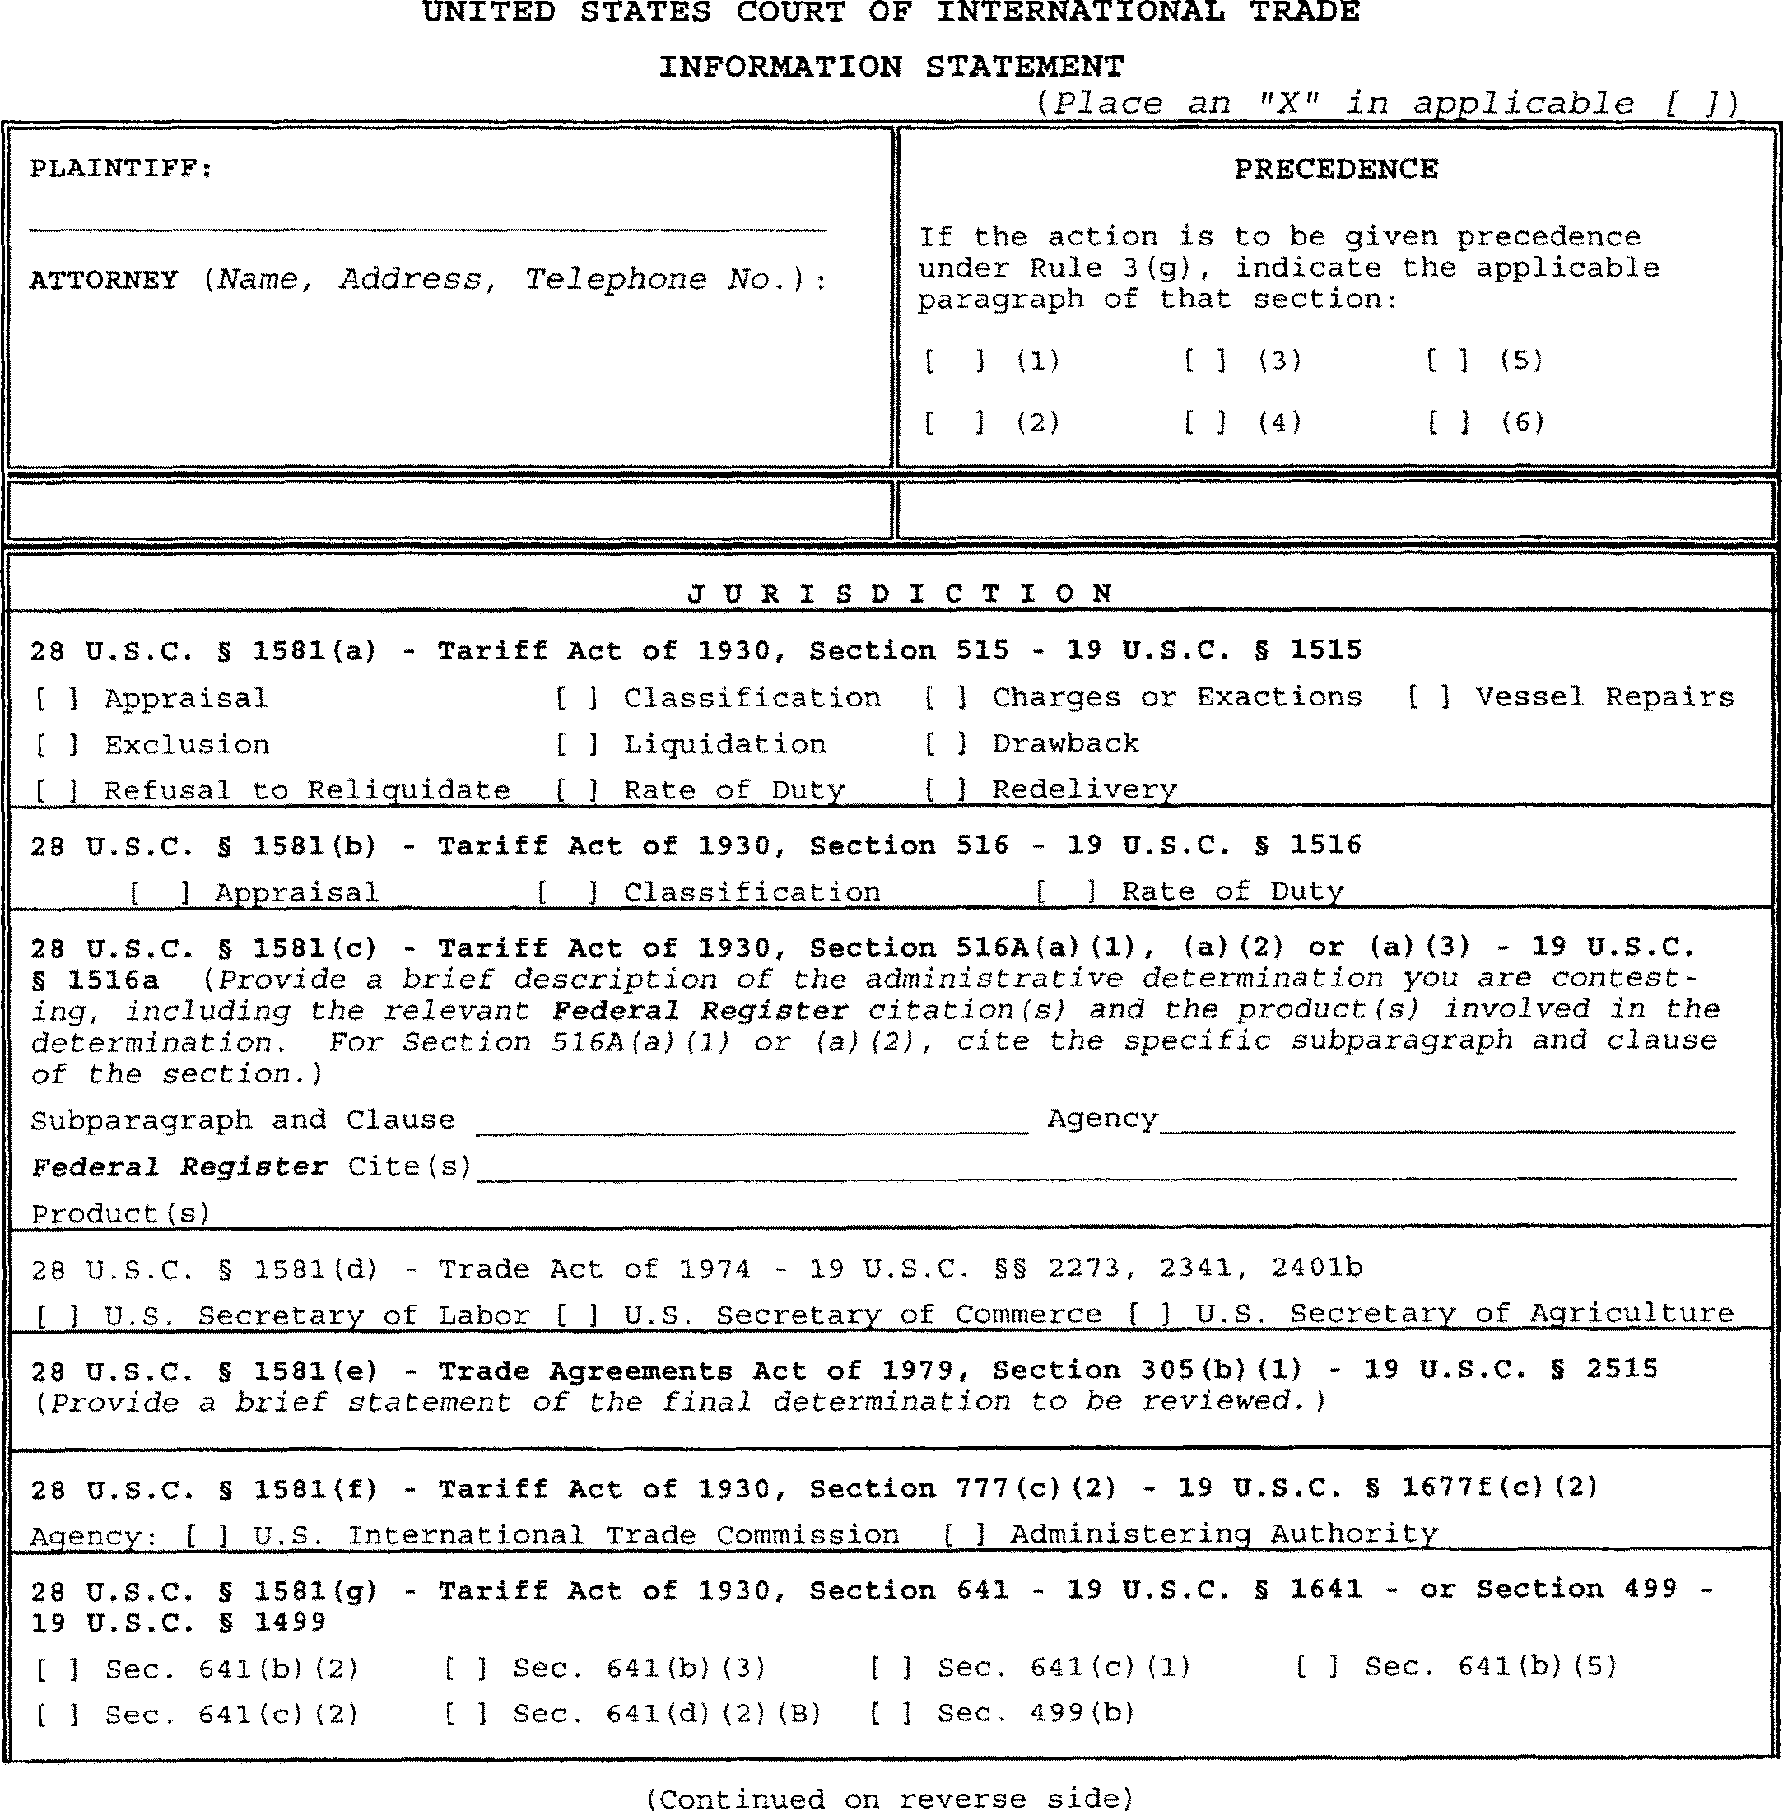 UNITED STATES COURT OF INTERNATIONAL TRADE
INFORMATION STATEMENT
(Place an "X" in applicable [ ])
PLAINTIFF:
ATTORNEY (Name, Address, Telephone No.):
PRECEDENCE
If the action is to be given precedence
under Rule 3(g), indicate the applicable
paragraph of that section:
[ ] (1) [ ] (3) [ ] (5)
[ ] (2) [ ] (4) [ ] (6)
J U R I S D I C T I O N
28 U.S.C. § 1581(a) - Tariff Act of 1930, Section 515 - 19 U.S.C. § 1515
[ ] Appraisal [ ] Classification [ ] Charges or Exactions [ ] Vessel Repairs
[ ] Exclusion [ ] Liquidation [ ] Drawback
[ ] Refusal to Reliquidate [ ] Rate of Duty [ ] Redelivery
28 U.S.C. § 1581(b) - Tariff Act of 1930, Section 516 - 19 U.S.C. § 1516
[ ] Appraisal [ ] Classification [ ] Rate of Duty
28 U.S.C. § 1581(c) - Tariff Act of 1930, Section 516A(a)(1), (a)(2) or (a)(3) - 19 U.S.C.
§ 1516a (Provide a brief description of the administrative determination you are contest-
ing, including the relevant Federal Register citation(s) and the product(s) involved in the
determination. For Section 516A(a)(1) or (a)(2), cite the specific subparagraph and clause
of the section.)
Subparagraph and Clause ____ Agency____
Federal Register Cite(s)____
Product(s)
28 U.S.C. § 1581(d) - Trade Act of 1974 - 19 U.S.C. §§ 2273, 2341, 2401b
[ ] U.S. Secretary of Labor [ ] U.S. Secretary of Commerce [ ] U.S. Secretary of Agriculture
28 U.S.C. § 1581(e) - Trade Agreements Act of 1979, Section 305(b)(1) - 19 U.S.C. § 2515
(Provide a brief statement of the final determination to be reviewed.)
28 U.S.C. § 1581(f) - Tariff Act of 1930, Section 777(c)(2) - 19 U.S.C. § 1677f(c)(2)
Agency: [ ] U.S. International Trade Commission [ ] Administering Authority
28 U.S.C. § 1581(g) - Tariff Act of 1930, Section 641 - 19 U.S.C. § 1641 - or Section 499 -
19 U.S.C. § 1499
[ ] Sec. 641(b)(2) [ ] Sec. 641(b)(3) [ ] Sec. 641(c)(1) [ ] Sec. 641(b)(5)
[ ] Sec. 641(c)(2) [ ] Sec. 641(d)(2)(B) [ ] Sec. 499(b)
(Continued on reverse side)